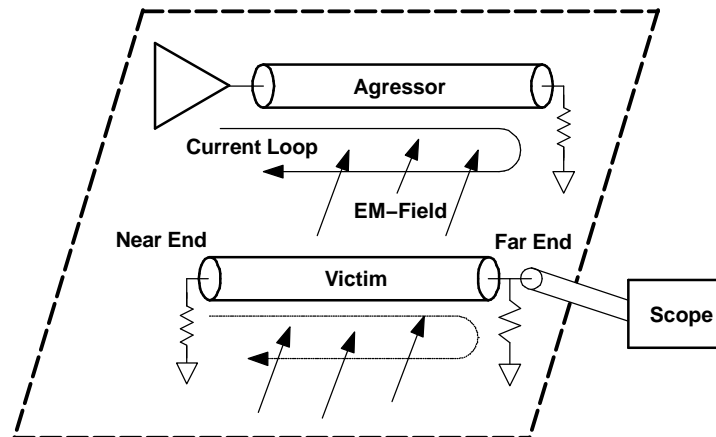 Agressor
Current Loop
EM−Field
Near End
Far End
Victim
Scope